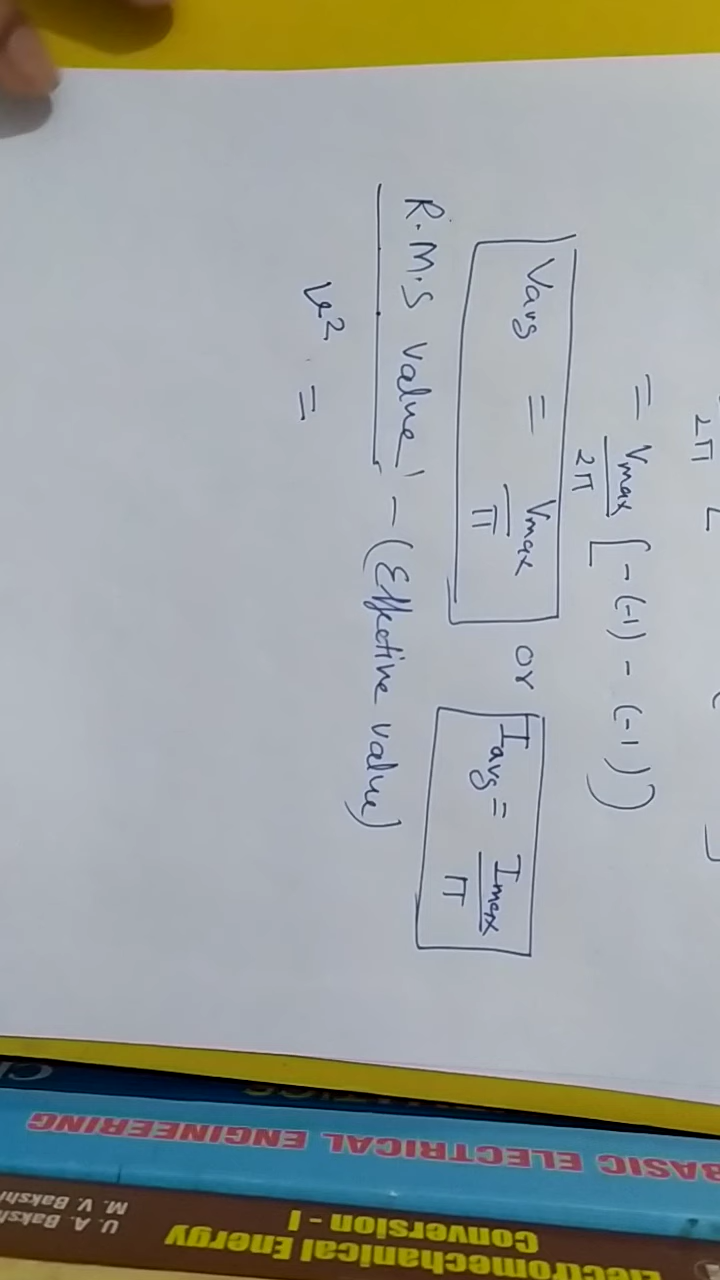 2π [
= Vmax/2π [-(-1) - (-1)]
Vavg = Vmax/π or Iavg = Imax/π
R.M.S value' - (Effective value)
V² =
BASIC ELECTRICAL ENGINEERING
Electromechanical Energy
Conversion - I
U. A. Bakshi
M. V. Bakshi